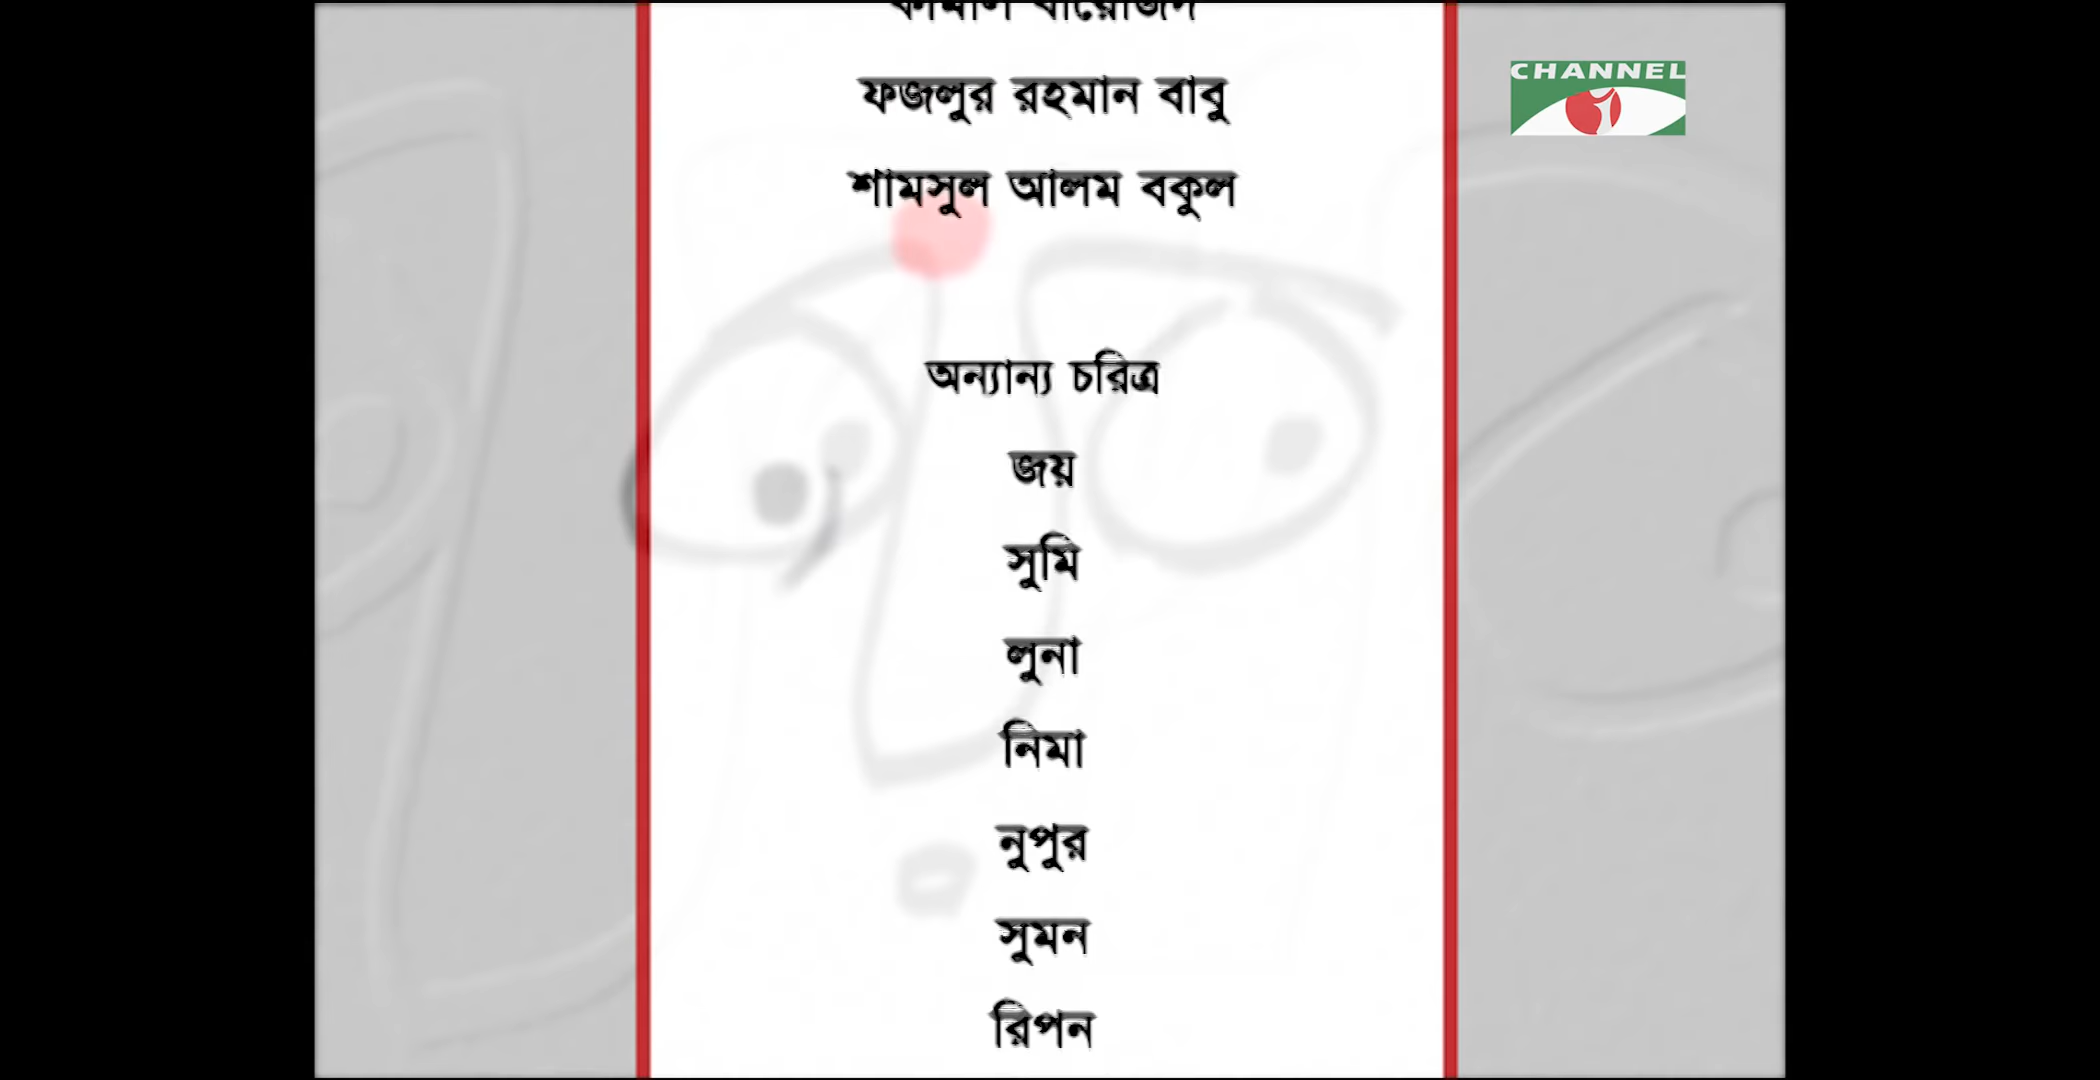 কামাল বায়েজিদ
ফজলুর রহমান বাবু
শামসুল আলম বকুল
CHANNEL
অন্যান্য চরিত্র
জয়
সুমি
লুনা
নিমা
নুপুর
সুমন
রিপন